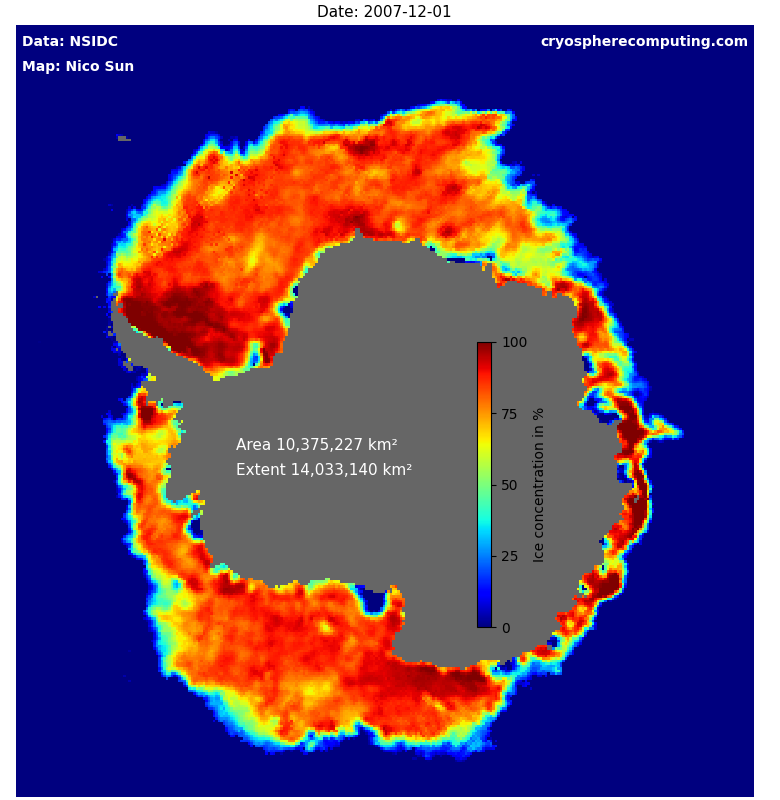 Date: 2007-12-01
Data: NSIDC
cryospherecomputing.com
Map: Nico Sun
100
75
50
25
0
Ice concentration in %
Area 10,375,227 km²
Extent 14,033,140 km²